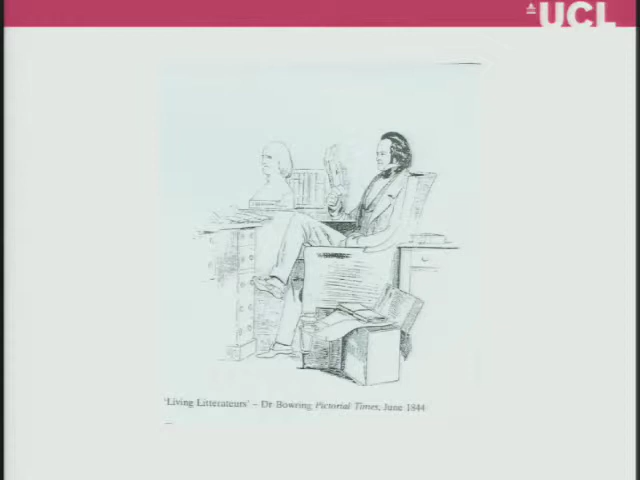 UCL
'Living Litterateurs' – Dr Bowring Pictorial Times, June 1844